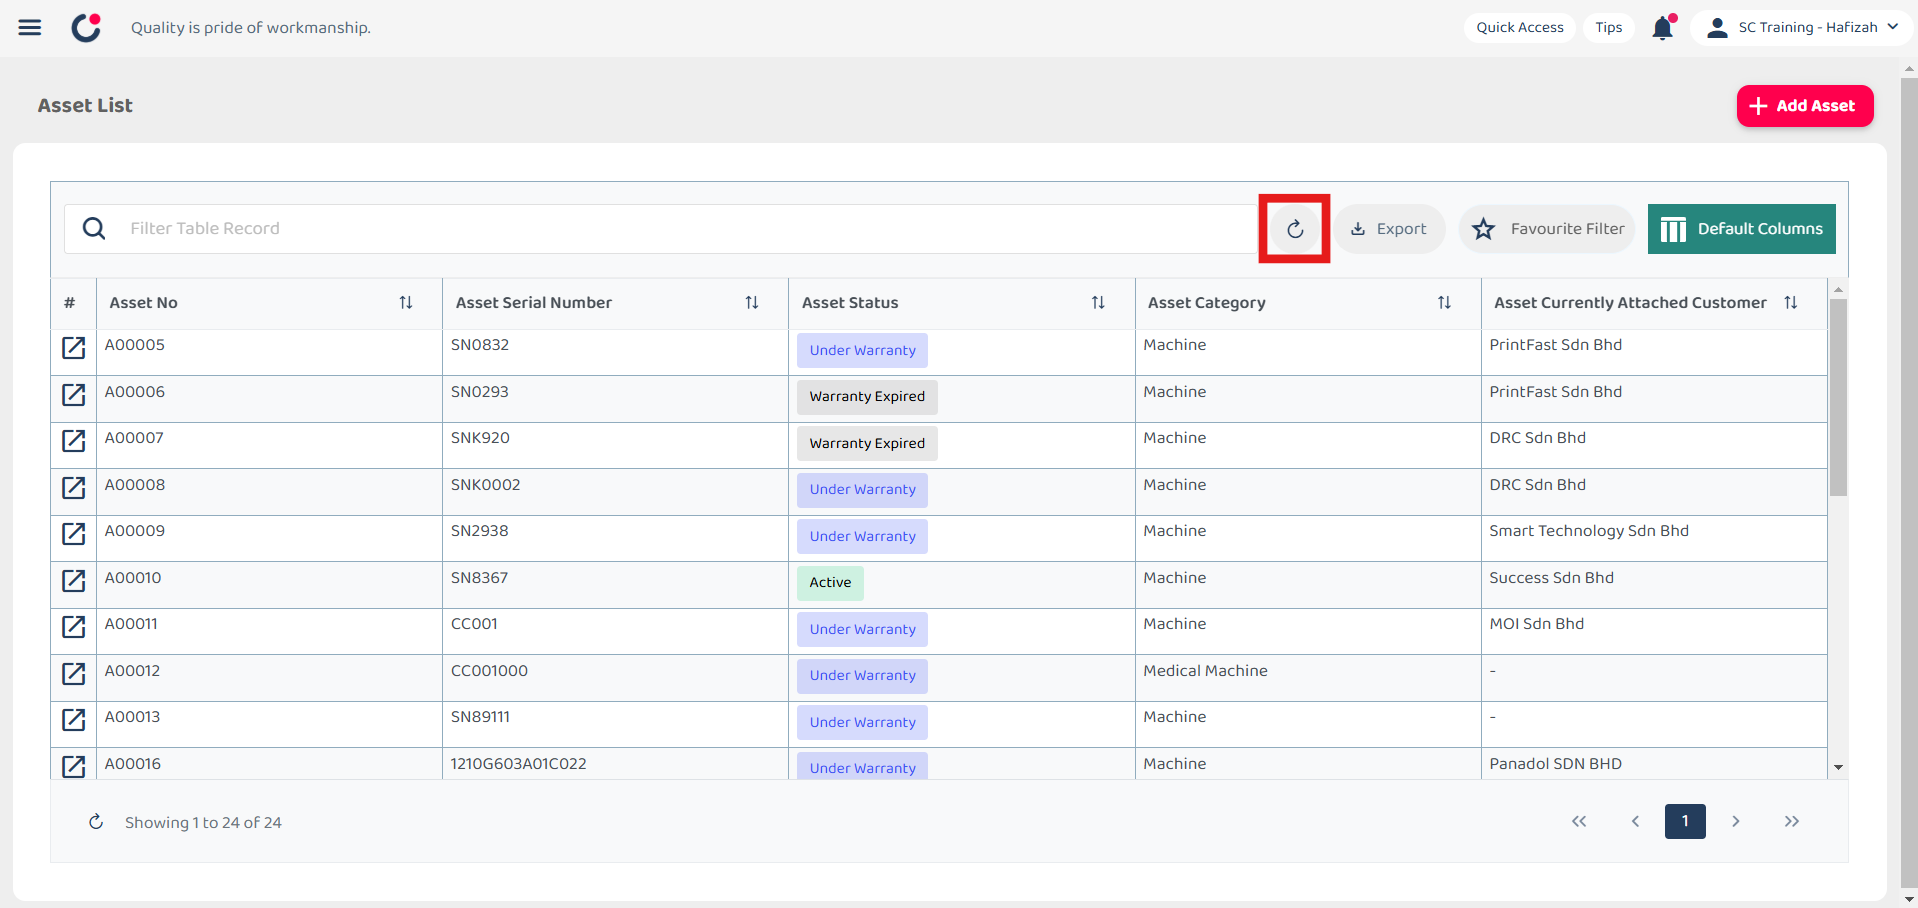 Quality is pride of workmanship.
Quick Access
Tips
SC Training - Hafizah
Asset List
Add Asset
Filter Table Record
Export
Favourite Filter
Default Columns
# Asset No Asset Serial Number Asset Status Asset Category Asset Currently Attached Customer
A00005 SN0832 Under Warranty Machine PrintFast Sdn Bhd
A00006 SN0293 Warranty Expired Machine PrintFast Sdn Bhd
A00007 SNK920 Warranty Expired Machine DRC Sdn Bhd
A00008 SNK0002 Under Warranty Machine DRC Sdn Bhd
A00009 SN2938 Under Warranty Machine Smart Technology Sdn Bhd
A00010 SN8367 Active Machine Success Sdn Bhd
A00011 CC001 Under Warranty Machine MOI Sdn Bhd
A00012 CC001000 Under Warranty Medical Machine -
A00013 SN89111 Under Warranty Machine -
A00016 1210G603A01C022 Under Warranty Machine Panadol SDN BHD
Showing 1 to 24 of 24
1